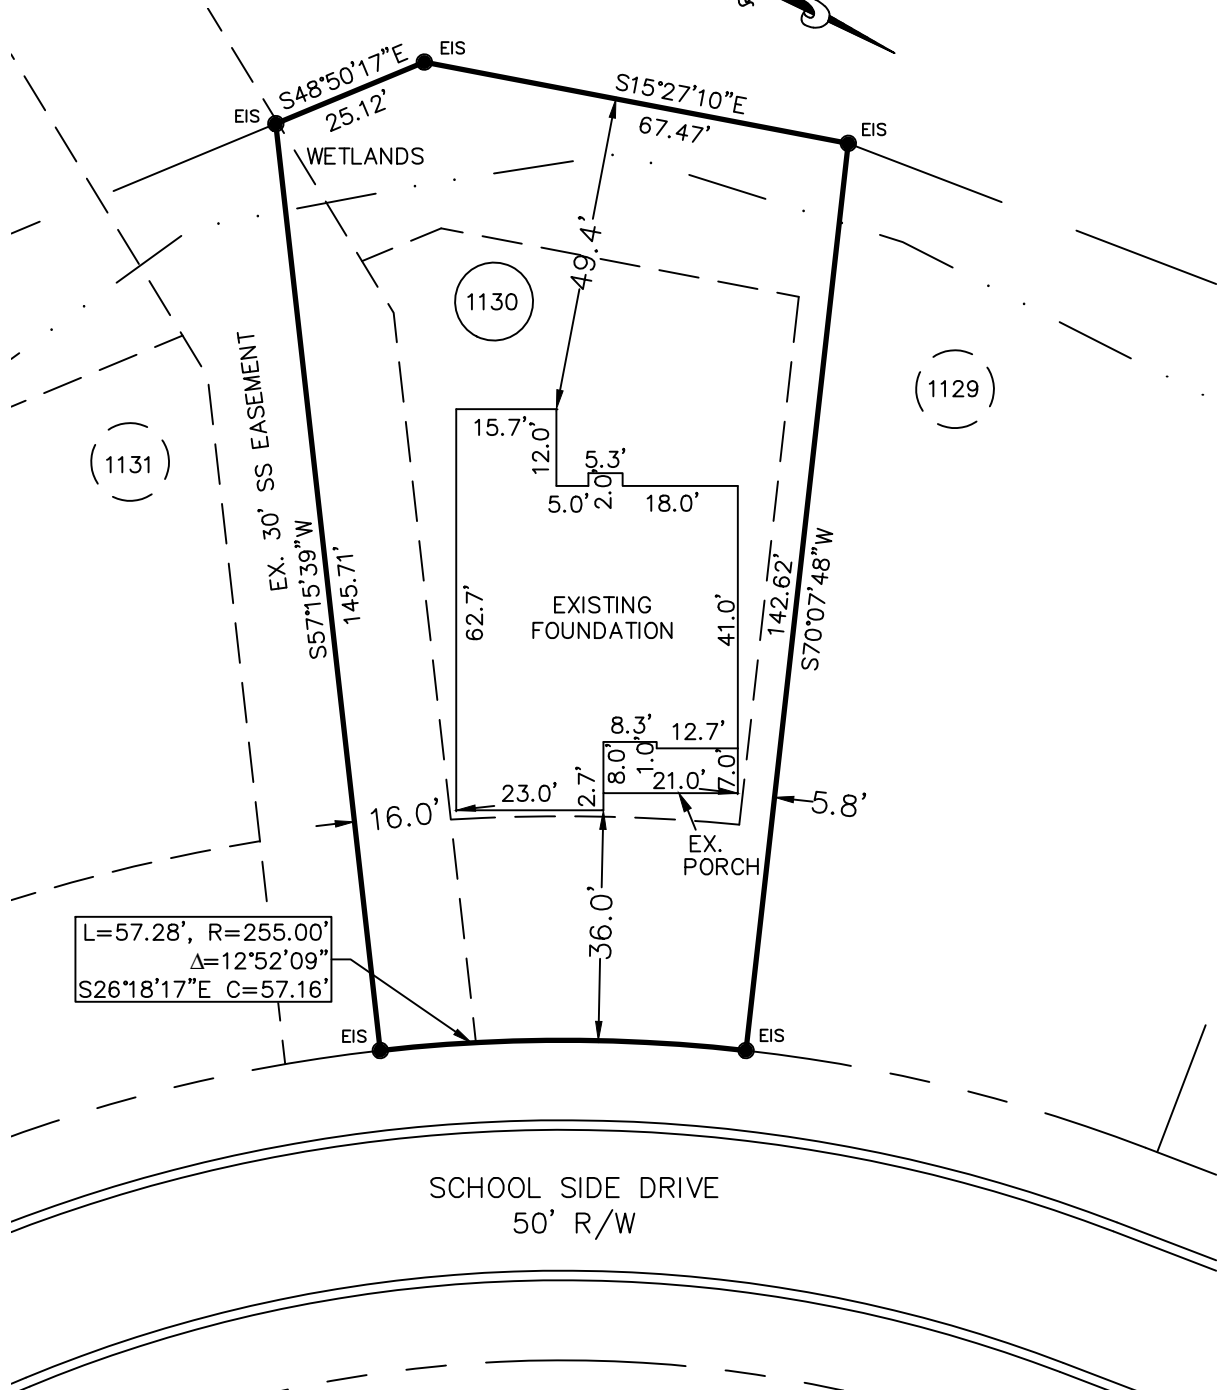 EIS
S48°50'17"E
25.12'
S15°27'10"E
67.47'
EIS
EIS
WETLANDS
49.4'
1130
1129
1131
EX. 30' SS EASEMENT
S57°15'39"W
145.71'
15.7'
12.0'
5.3'
5.0'
2.0'
18.0'
62.7'
EXISTING
FOUNDATION
41.0'
142.62'
S70°07'48"W
8.3'
12.7'
8.0'
1.0'
7.0'
21.0'
23.0'
2.7'
16.0'
5.8'
EX.
PORCH
36.0'
L=57.28', R=255.00'
Δ=12°52'09"
S26°18'17"E C=57.16'
EIS
EIS
SCHOOL SIDE DRIVE
50' R/W